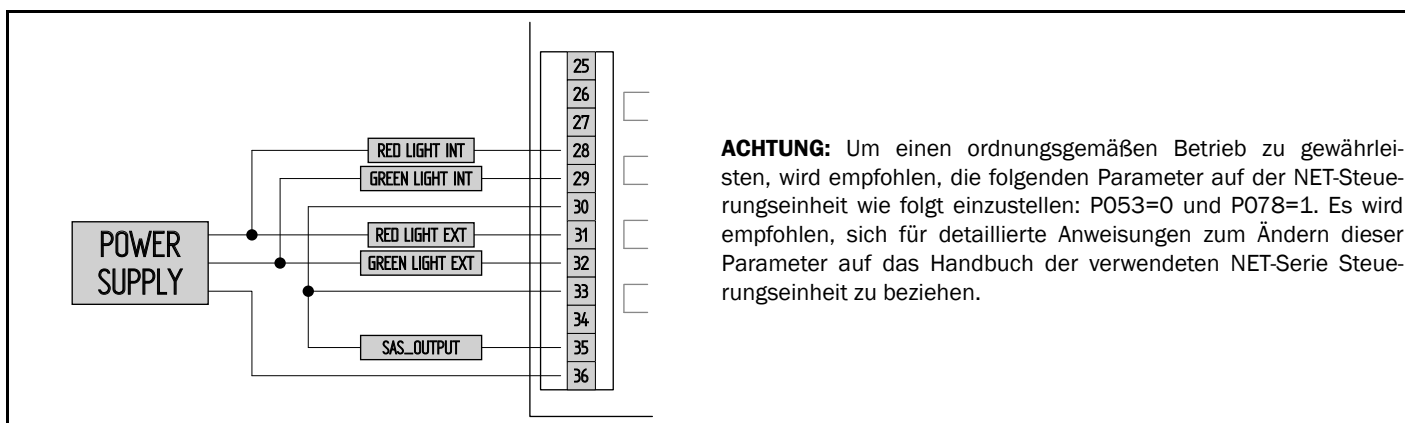 25
26
27
RED LIGHT INT 28
GREEN LIGHT INT 29
30
RED LIGHT EXT 31
GREEN LIGHT EXT 32
33
34
SAS_OUTPUT 35
36
POWER
SUPPLY
ACHTUNG: Um einen ordnungsgemäßen Betrieb zu gewährlei-
sten, wird empfohlen, die folgenden Parameter auf der NET-Steue-
rungseinheit wie folgt einzustellen: P053=0 und P078=1. Es wird
empfohlen, sich für detaillierte Anweisungen zum Ändern dieser
Parameter auf das Handbuch der verwendeten NET-Serie Steue-
rungseinheit zu beziehen.